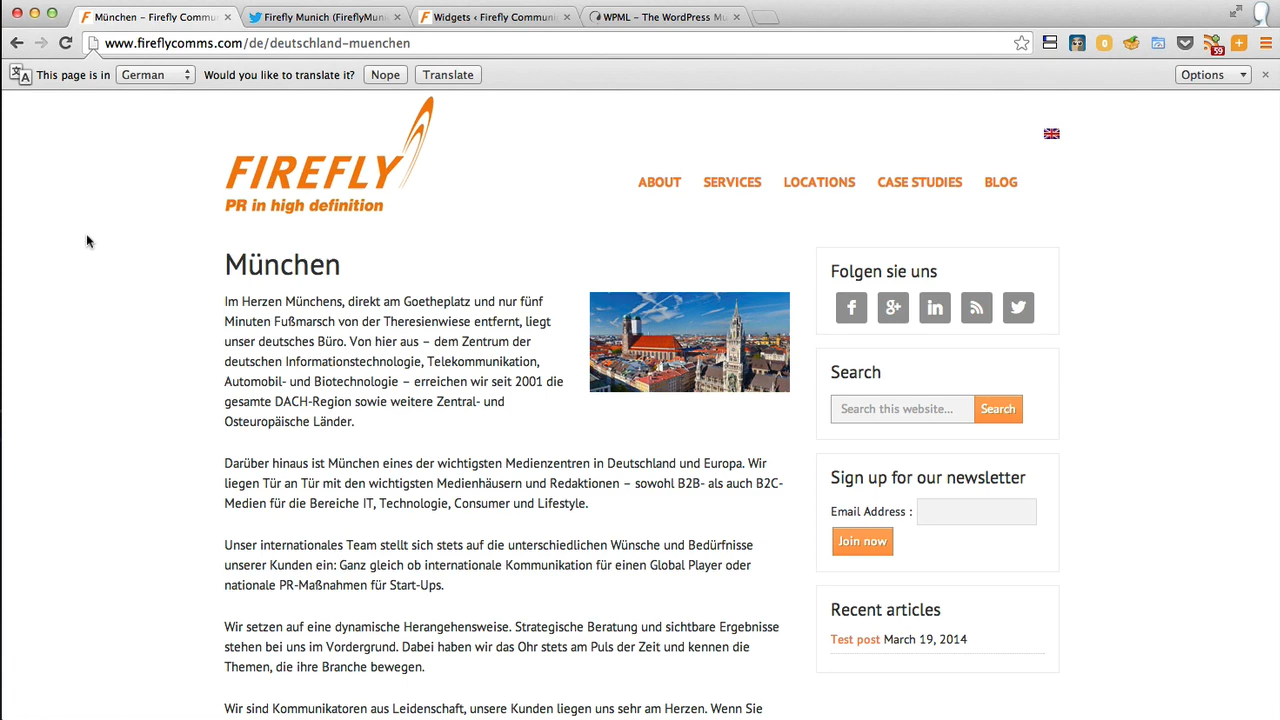 München – Firefly Commu
Firefly Munich (FireflyMuni
Widgets ‹ Firefly Communi
WPML – The WordPress Mu
www.fireflycomms.com/de/deutschland-muenchen
59
This page is in
German
Would you like to translate it?
Nope
Translate
Options
FIREFLY
PR in high definition
ABOUT
SERVICES
LOCATIONS
CASE STUDIES
BLOG
München
Im Herzen Münchens, direkt am Goetheplatz und nur fünf
Minuten Fußmarsch von der Theresienwiese entfernt, liegt
unser deutsches Büro. Von hier aus – dem Zentrum der
deutschen Informationstechnologie, Telekommunikation,
Automobil- und Biotechnologie – erreichen wir seit 2001 die
gesamte DACH-Region sowie weitere Zentral- und
Osteuropäische Länder.
Darüber hinaus ist München eines der wichtigsten Medienzentren in Deutschland und Europa. Wir
liegen Tür an Tür mit den wichtigsten Medienhäusern und Redaktionen – sowohl B2B- als auch B2C-
Medien für die Bereiche IT, Technologie, Consumer und Lifestyle.
Unser internationales Team stellt sich stets auf die unterschiedlichen Wünsche und Bedürfnisse
unserer Kunden ein: Ganz gleich ob internationale Kommunikation für einen Global Player oder
nationale PR-Maßnahmen für Start-Ups.
Wir setzen auf eine dynamische Herangehensweise. Strategische Beratung und sichtbare Ergebnisse
stehen bei uns im Vordergrund. Dabei haben wir das Ohr stets am Puls der Zeit und kennen die
Themen, die ihre Branche bewegen.
Wir sind Kommunikatoren aus Leidenschaft, unsere Kunden liegen uns sehr am Herzen. Wenn Sie
Folgen sie uns
Search
Search this website...
Search
Sign up for our newsletter
Email Address :
Join now
Recent articles
Test post March 19, 2014